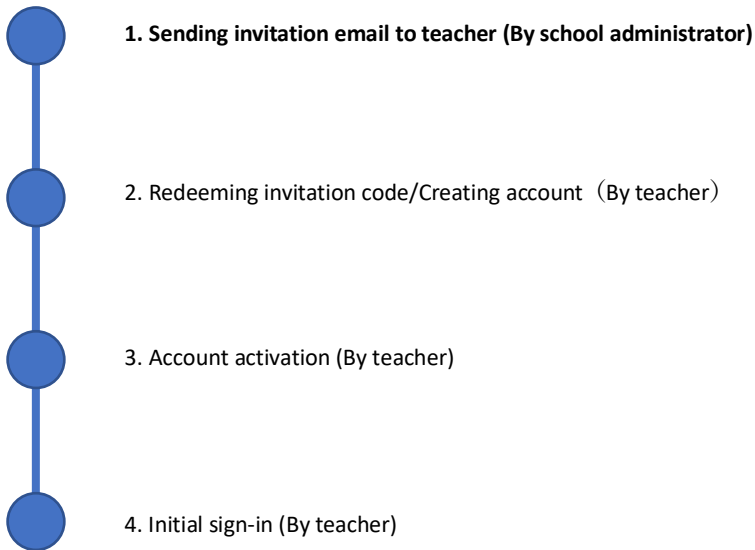 1. Sending invitation email to teacher (By school administrator)
2. Redeeming invitation code/Creating account（By teacher）
3. Account activation (By teacher)
4. Initial sign-in (By teacher)